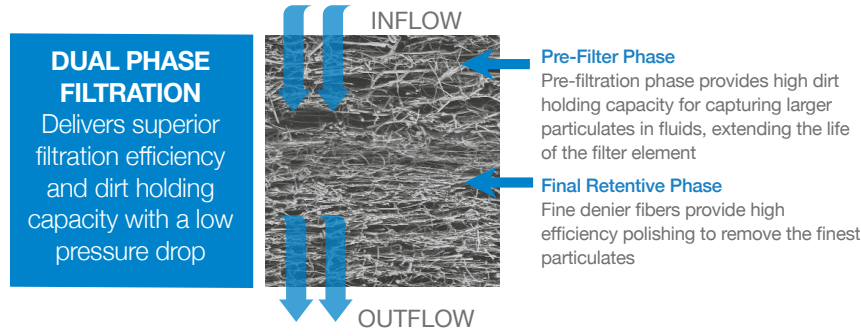 DUAL PHASE
FILTRATION
Delivers superior
filtration efficiency
and dirt holding
capacity with a low
pressure drop
INFLOW
Pre-Filter Phase
Pre-filtration phase provides high dirt
holding capacity for capturing larger
particulates in fluids, extending the life
of the filter element
Final Retentive Phase
Fine denier fibers provide high
efficiency polishing to remove the finest
particulates
OUTFLOW